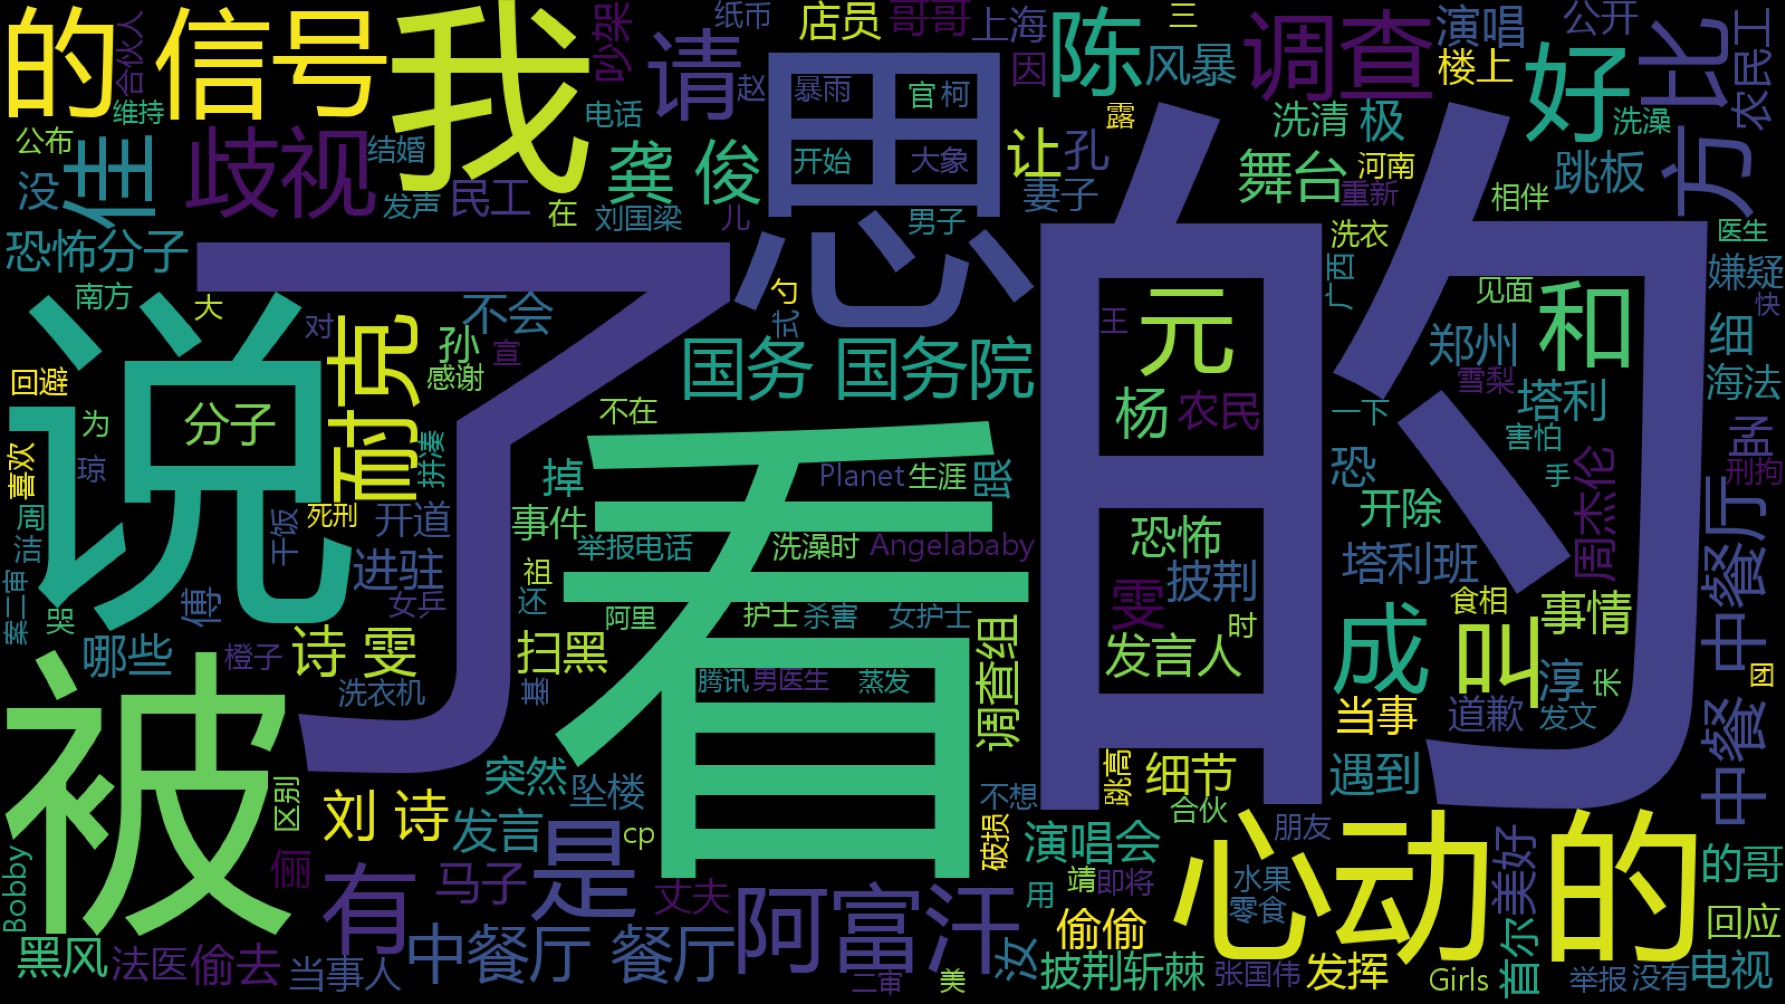 的 信号
我
合伙人
维持
吵架
纸币
店员
哥哥
上海
三
演唱
公开
请
思
陈
风暴
因
调查
楼上
好
比
农民工
电话
赵
暴雨
官
柯
露
洗清
极
洗澡
公布
佳
歧视
结婚
龚 俊
开始
大象
让
孔
舞台
河南
跳板
方
没
发声
民工
在
刘国梁
儿
男子
妻子
重新
相伴
恐怖分子
了
的
洗衣
广西
医生
嫌疑
南方
大
对
不会
勺
式
王
元
见面
和
快
说
耐克
孙
宣
国务 国务院
郑州
细
回避
感谢
雪梨
海法
分子
为
不在
杨
农民
一下
塔利
孟
喜欢
琼
拼凑
看
掉
Planet
生涯
跟
恐
害怕
手
刑拘
周
死刑
开道
事件
恐怖
开除
周杰伦
中餐厅
洁
干饭
举报电话
洗澡时
Angelababy
进驻
祖
雯
披荆
塔利班
案二审
哭
傅
女乒
还
阿里
护士
杀害
女护士
时
食相
事情
哪些
橙子
诗 雯
扫黑
调查组
发言人
成
叫
洗衣机
基
腾讯
男医生
蒸发
淳
宋
团
当事
道歉
发文
中餐
被
突然
坠楼
跳高
细节
遇到
区别
刘 诗
发言
是
cp
不想
合伙
朋友
破损
演唱会
心动 的
美好
的哥
Bobby
俪
有
马子
丈夫
阿富汗
用
靖
即将
水果
零食
偷偷
回应
黑风
法医
偷去
当事人
中餐厅 餐厅
二审
美
汝
披荆斩棘
张国伟
发挥
Girls
首尔
举报
没有
电视